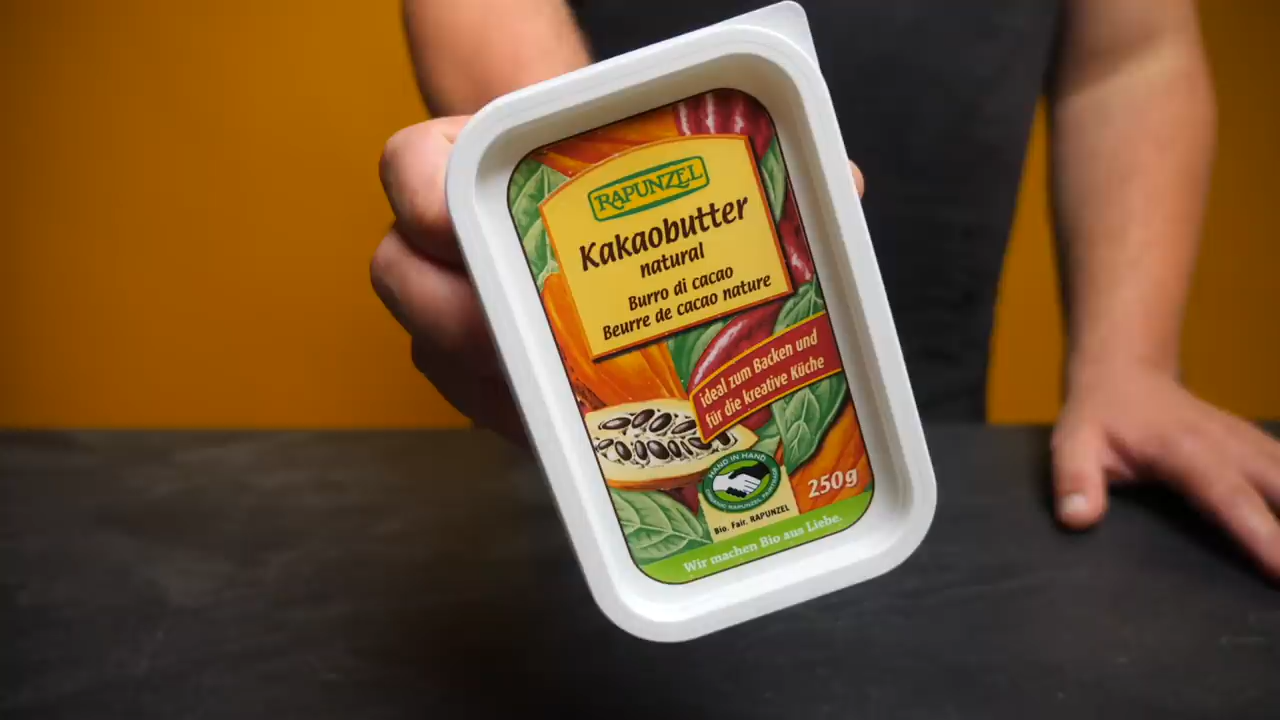 RAPUNZEL
Kakaobutter
natural
Burro di cacao
Beurre de cacao nature
ideal zum Backen und
für die kreative Küche
HAND IN HAND
250g
Bio. Fair. RAPUNZEL
Wir machen Bio aus Liebe.